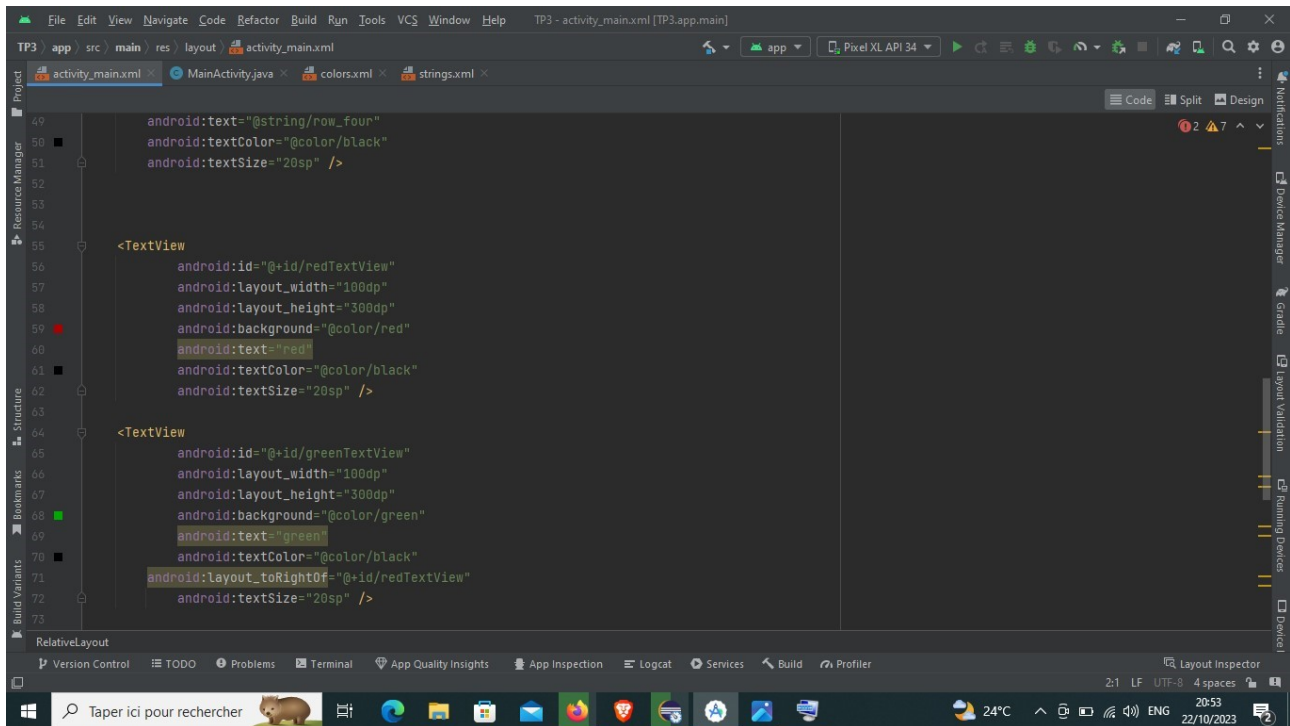 File Edit View Navigate Code Refactor Build Run Tools VCS Window Help TP3 - activity_main.xml [TP3.app.main]
TP3 app src main res layout activity_main.xml app Pixel XL API 34
activity_main.xml MainActivity.java colors.xml strings.xml
Code Split Design
2 7
49 android:text="@string/row_four"
50 android:textColor="@color/black"
51 android:textSize="20sp" />
52
53
54
55 <TextView
56 android:id="@+id/redTextView"
57 android:layout_width="100dp"
58 android:layout_height="300dp"
59 android:background="@color/red"
60 android:text="red"
61 android:textColor="@color/black"
62 android:textSize="20sp" />
63
64 <TextView
65 android:id="@+id/greenTextView"
66 android:layout_width="100dp"
67 android:layout_height="300dp"
68 android:background="@color/green"
69 android:text="green"
70 android:textColor="@color/black"
71 android:layout_toRightOf="@+id/redTextView"
72 android:textSize="20sp" />
73
Project
Resource Manager
Structure
Bookmarks
Build Variants
Notifications
Device Manager
Gradle
Layout Validation
Running Devices
Device
RelativeLayout
Version Control TODO Problems Terminal App Quality Insights App Inspection Logcat Services Build Profiler Layout Inspector
2:1 LF UTF-8 4 spaces
Taper ici pour rechercher 24°C ENG 20:53
22/10/2023 2